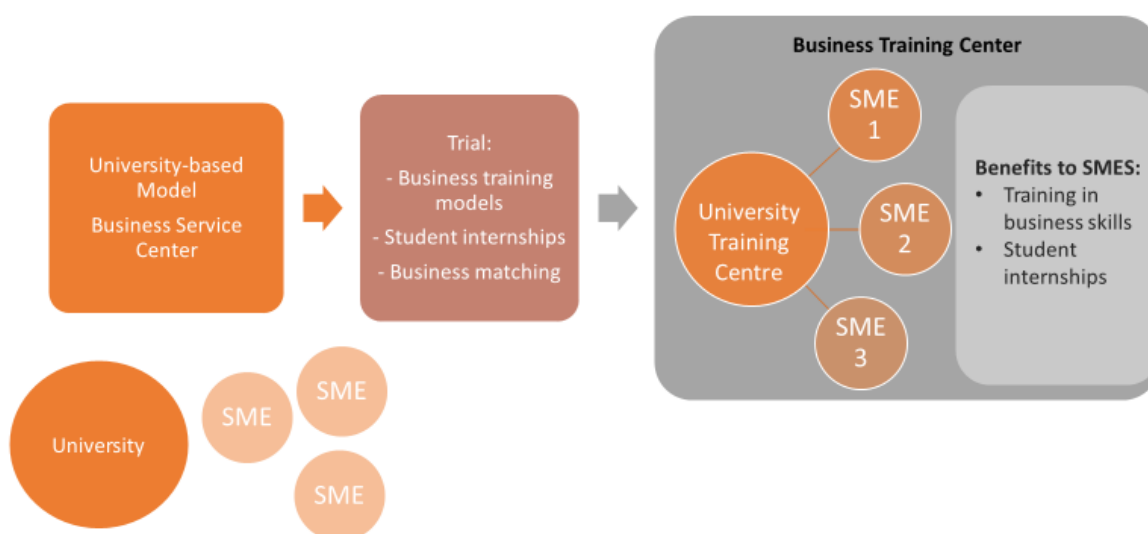 University-based
Model
Business Service
Center
Trial:
- Business training
models
- Student internships
- Business matching
Business Training Center
University
Training
Centre
SME
1
SME
2
SME
3
Benefits to SMES:
• Training in
business skills
• Student
internships
University
SME
SME
SME